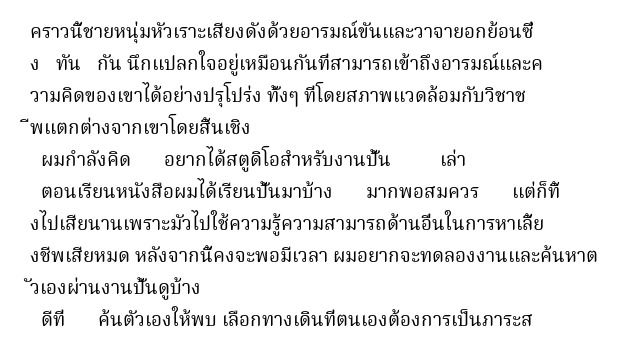 คราวนี้ชายหนุ่มหัวเราะเสียงดังด้วยอารมณ์ขันและวาจายอกย้อนซึ่
ง ทัน กัน นึกแปลกใจอยู่เหมือนกันที่สามารถเข้าถึงอารมณ์และค
วามคิดของเขาได้อย่างปรุโปร่ง ทั้งๆ ที่โดยสภาพแวดล้อมกับวิชาช
ีพแตกต่างจากเขาโดยสิ้นเชิง
ผมกำลังคิด อยากได้สตูดิโอสำหรับงานปั้น เล่า
ตอนเรียนหนังสือผมได้เรียนปั้นมาบ้าง มากพอสมควร แต่ก็ทิ้
งไปเสียนานเพราะมัวไปใช้ความรู้ความสามารถด้านอื่นในการหาเลี้ย
งชีพเสียหมด หลังจากนี้คงจะพอมีเวลา ผมอยากจะทดลองงานและค้นหาต
ัวเองผ่านงานปั้นดูบ้าง
ดีที่ ค้นตัวเองให้พบ เลือกทางเดินที่ตนเองต้องการเป็นภาระส